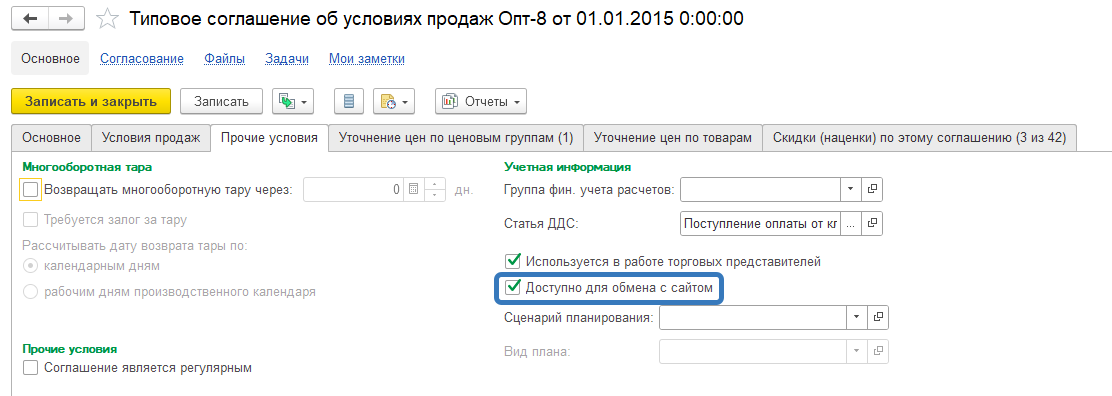 Типовое соглашение об условиях продаж Опт-8 от 01.01.2015 0:00:00
Основное Согласование Файлы Задачи Мои заметки
Записать и закрыть Записать Отчеты
Основное Условия продаж Прочие условия Уточнение цен по ценовым группам (1) Уточнение цен по товарам Скидки (наценки) по этому соглашению (3 из 42)
Многооборотная тара Учетная информация
Возвращать многооборотную тару через: 0 дн. Группа фин. учета расчетов:
Требуется залог за тару Статья ДДС: Поступление оплаты от кл ...
Рассчитывать дату возврата тары по:
календарным дням Используется в работе торговых представителей
рабочим дням производственного календаря Доступно для обмена с сайтом
Сценарий планирования:
Прочие условия Вид плана:
Соглашение является регулярным